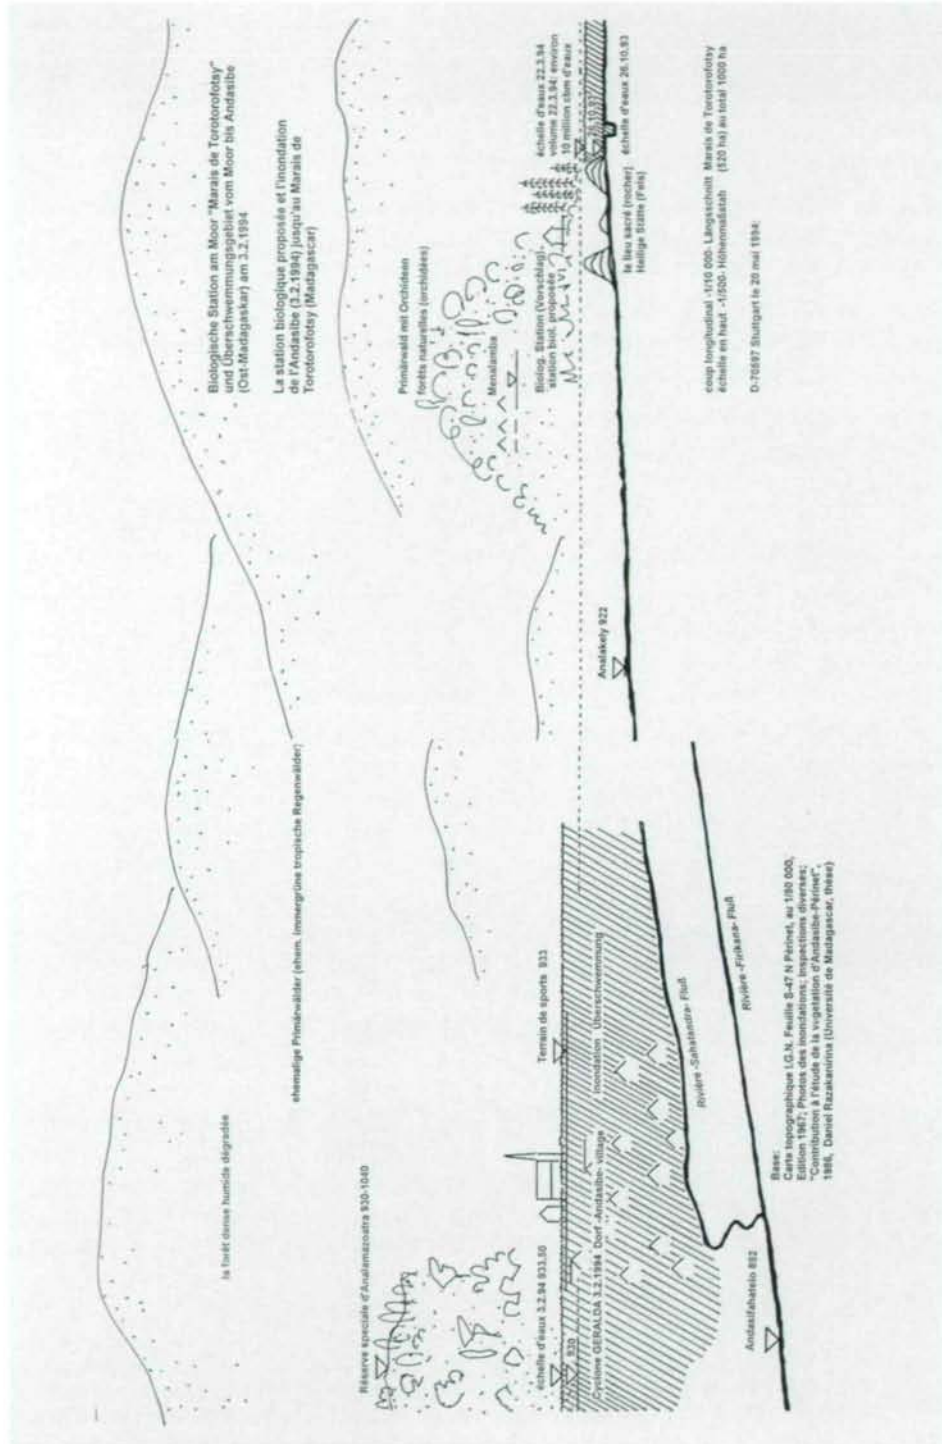 Biologische Station am Moor "Marais de Torotorofotsy"
und Überschwemmungsgebiet vom Moor bis Andasibe
(Ost-Madagaskar) am 3.2.1994
La station biologique proposée et l'inondation
de l'Andasibe (3.2.1994) jusqu'au Marais de
Torotorofotsy (Madagascar)
ehemalige Primärwälder (ehem. immergrüne tropische Regenwälder)
la forêt dense humide dégradée
Réserve speciale d'Analamazoatra 930-1040
Primärwald mit Orchideen
forêts naturelles (orchidées)
Menalamba
Biolog. Station (Vorschlag),
station biol. proposée
échelle d'eaux 22.3.94
volume 22.3.94: environ
10 million cbm d'eaux
échelle d'eaux 26.10.93
le lieu sacré (rocher),
Heilige Stätte (Fels)
échelle d'eaux 3.2.94 933,50
930
Terrain de sports 933
Cyclone GERALDA 3.2.1994 Dorf -Andasibe- village
inondation Überschwemmung
Analakely 922
Rivière -Sahatandra- Fluß
Rivière -Firikana- Fluß
Andasifahatelo 892
coup longitudinal -1/10 000- Längsschnitt Marais de Torotorofotsy
échelle en haut -1/500- Höhenmaßstab (520 ha) au total 1000 ha
D-70597 Stuttgart le 20 mai 1994:
Base:
Carte topographique I.G.N. Feuille S-47 N Périnet, au 1/50 000,
Edition 1967; Photos des inondations; Inspections diverses;
"Contribution à l'étude de la vugetation d'Andasibe-Périnet",
1986, Daniel Razakanirina (Université de Madagascar, thèse)